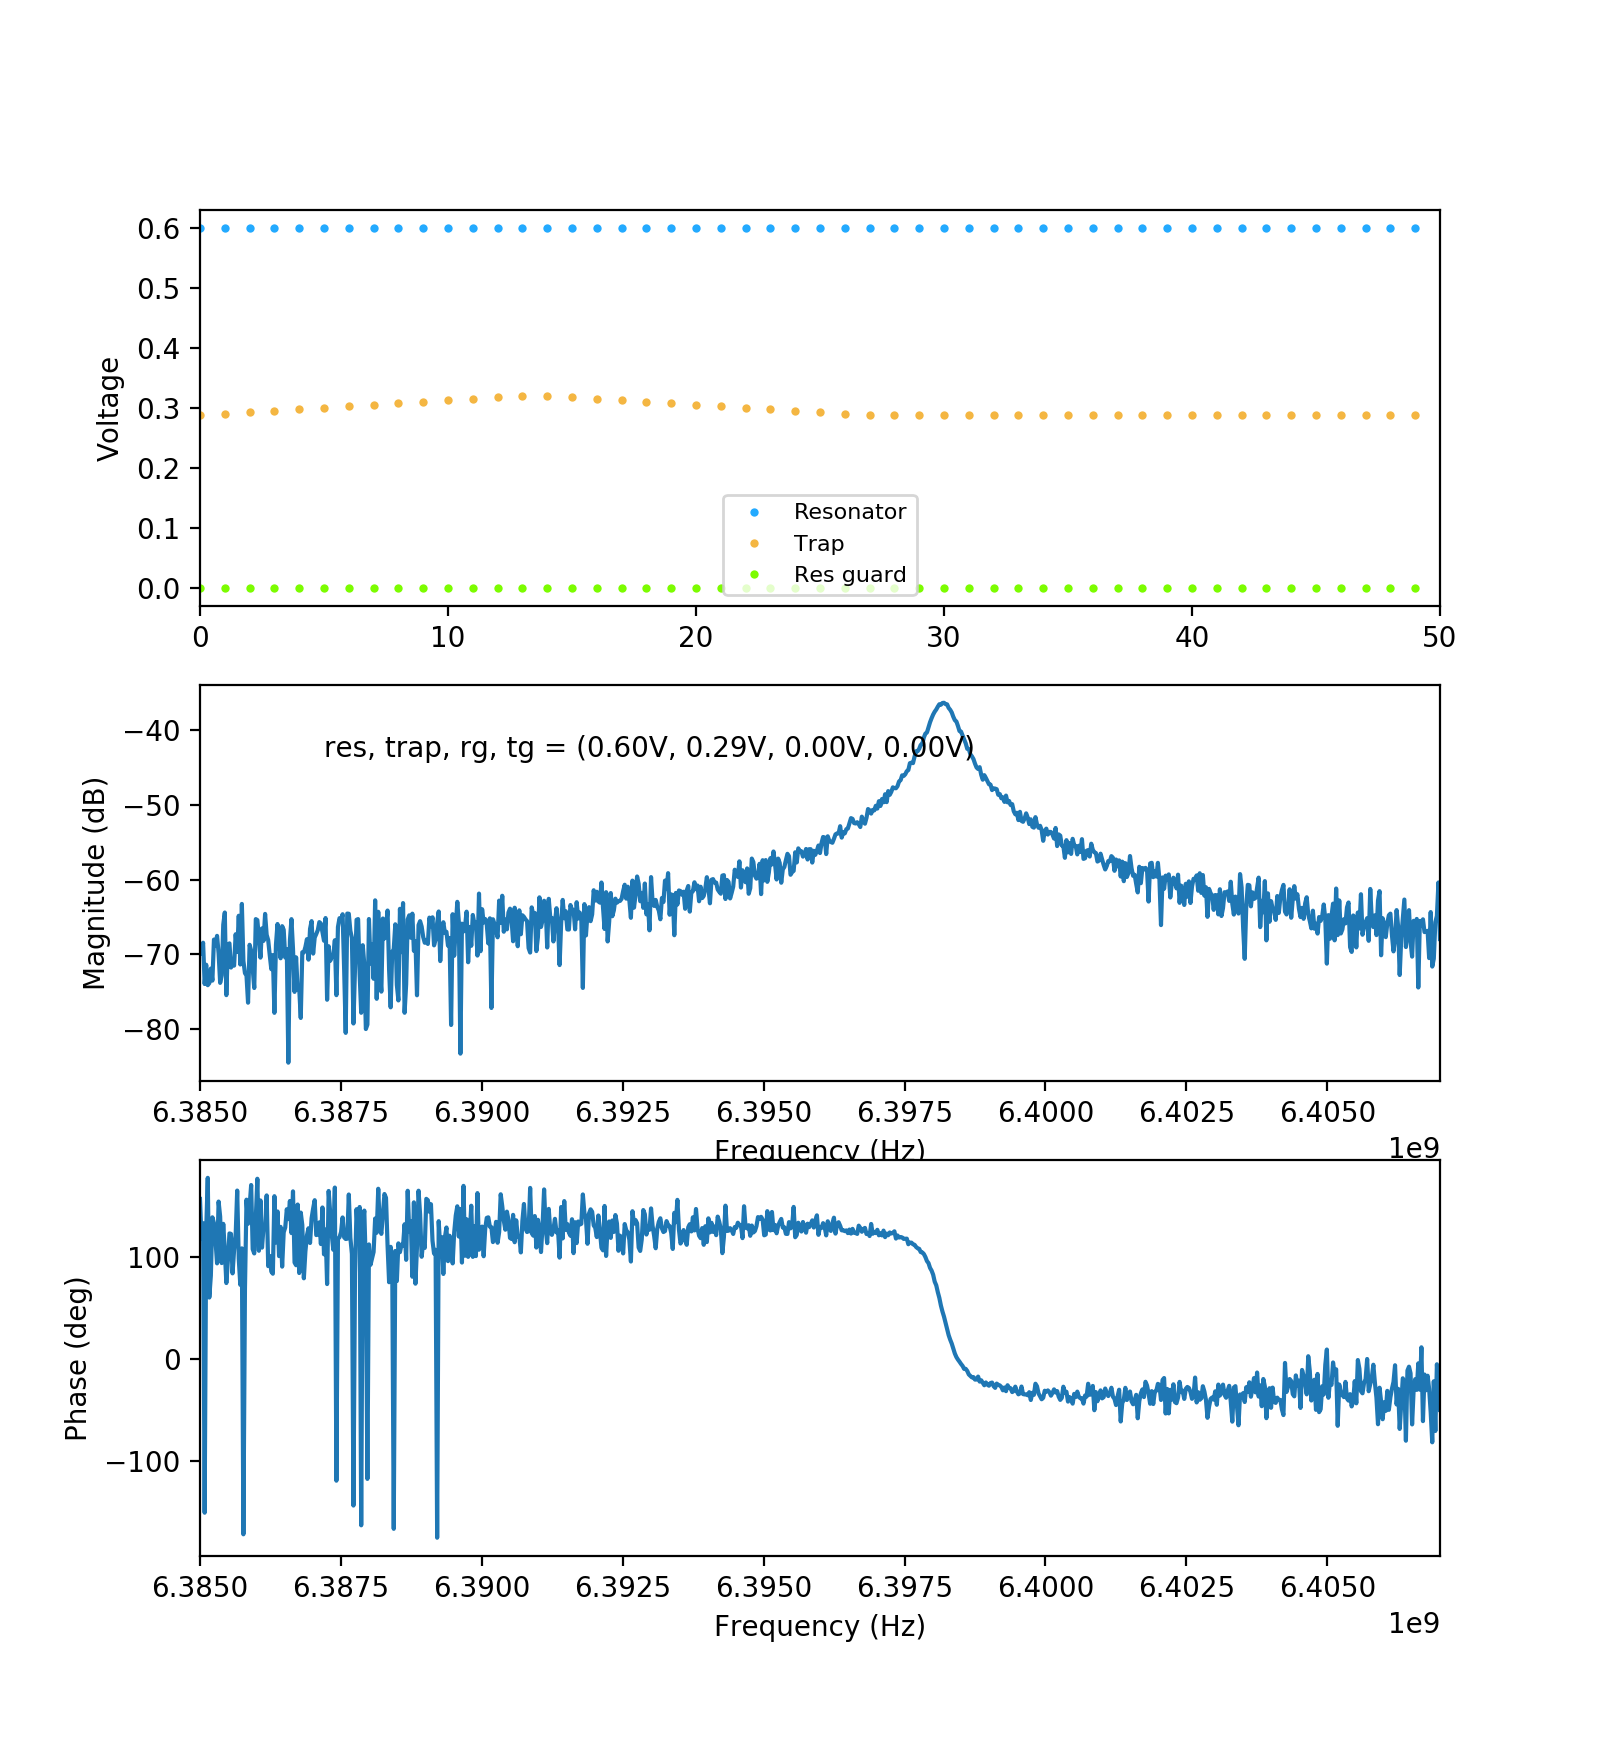 0.6
0.5
0.4
0.3
0.2
0.1
0.0
Voltage
Resonator
Trap
Res guard
0 10 20 30 40 50
−40
−50
−60
−70
−80
Magnitude (dB)
res, trap, rg, tg = (0.60V, 0.29V, 0.00V, 0.00V)
6.3850 6.3875 6.3900 6.3925 6.3950 6.3975 6.4000 6.4025 6.4050
Frequency (Hz)
1e9
100
0
−100
Phase (deg)
6.3850 6.3875 6.3900 6.3925 6.3950 6.3975 6.4000 6.4025 6.4050
Frequency (Hz)
1e9